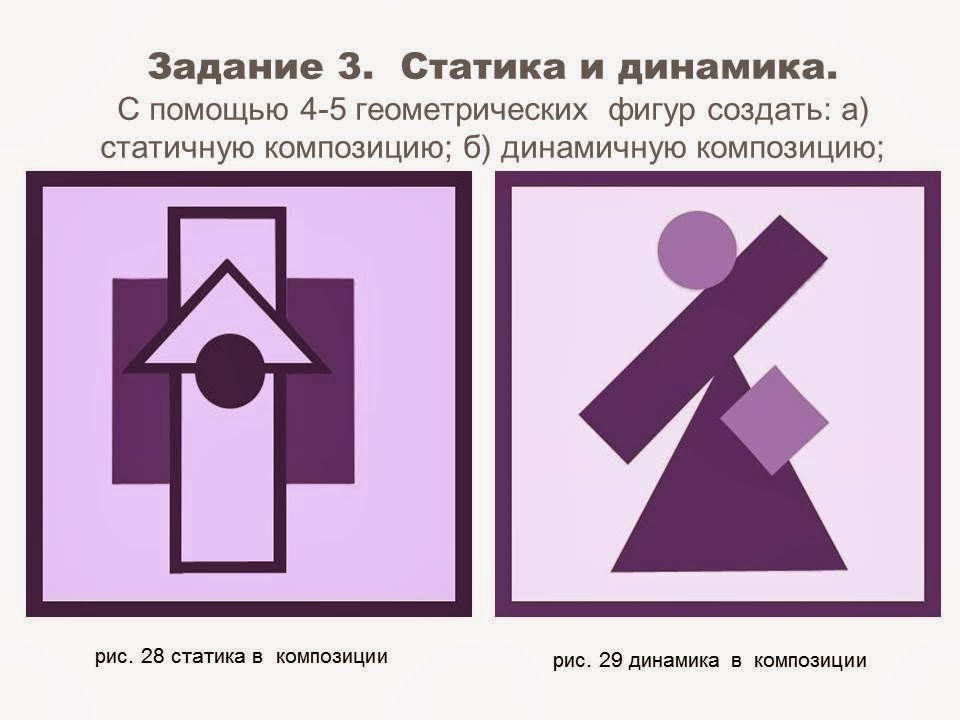 Задание 3.  Статика и динамика.
С помощью 4-5 геометрических  фигур создать: а)
статичную композицию; б) динамичную композицию;
рис. 28 статика в  композиции
рис. 29 динамика  в  композиции